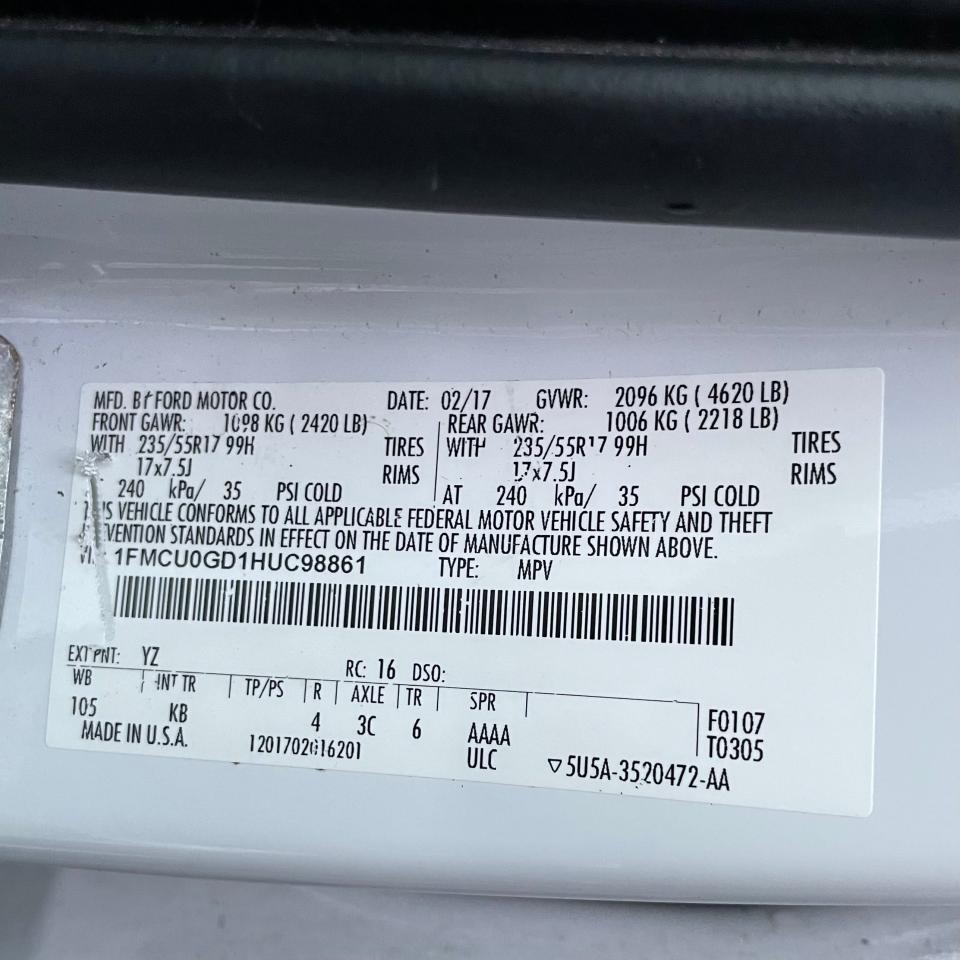 MFD. BY FORD MOTOR CO. DATE: 02/17 GVWR: 2096 KG ( 4620 LB)
FRONT GAWR: 1098 KG ( 2420 LB) REAR GAWR: 1006 KG ( 2218 LB)
WITH 235/55R17 99H TIRES WITH 235/55R17 99H TIRES
17x7.5J RIMS 17x7.5J RIMS
240 kPa/ 35 PSI COLD AT 240 kPa/ 35 PSI COLD
THIS VEHICLE CONFORMS TO ALL APPLICABLE FEDERAL MOTOR VEHICLE SAFETY AND THEFT
PREVENTION STANDARDS IN EFFECT ON THE DATE OF MANUFACTURE SHOWN ABOVE.
VIN: 1FMCU0GD1HUC98861 TYPE: MPV
EXT PNT: YZ RC: 16 DSO:
WB INT TR TP/PS R AXLE TR SPR
105 KB 4 3C 6 AAAA F0107
MADE IN U.S.A. 1201702016201 ULC T0305
▽5U5A-3520472-AA